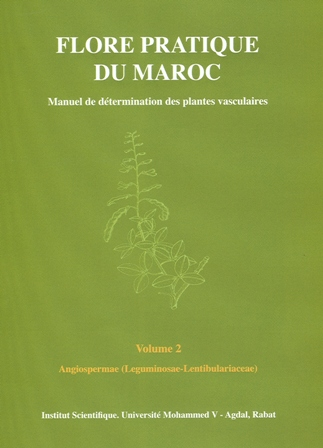 FLORE PRATIQUE
DU MAROC
Manuel de détermination des plantes vasculaires
Volume 2
Angiospermae (Leguminosae-Lentibulariaceae)
Institut Scientifique. Université Mohammed V - Agdal, Rabat